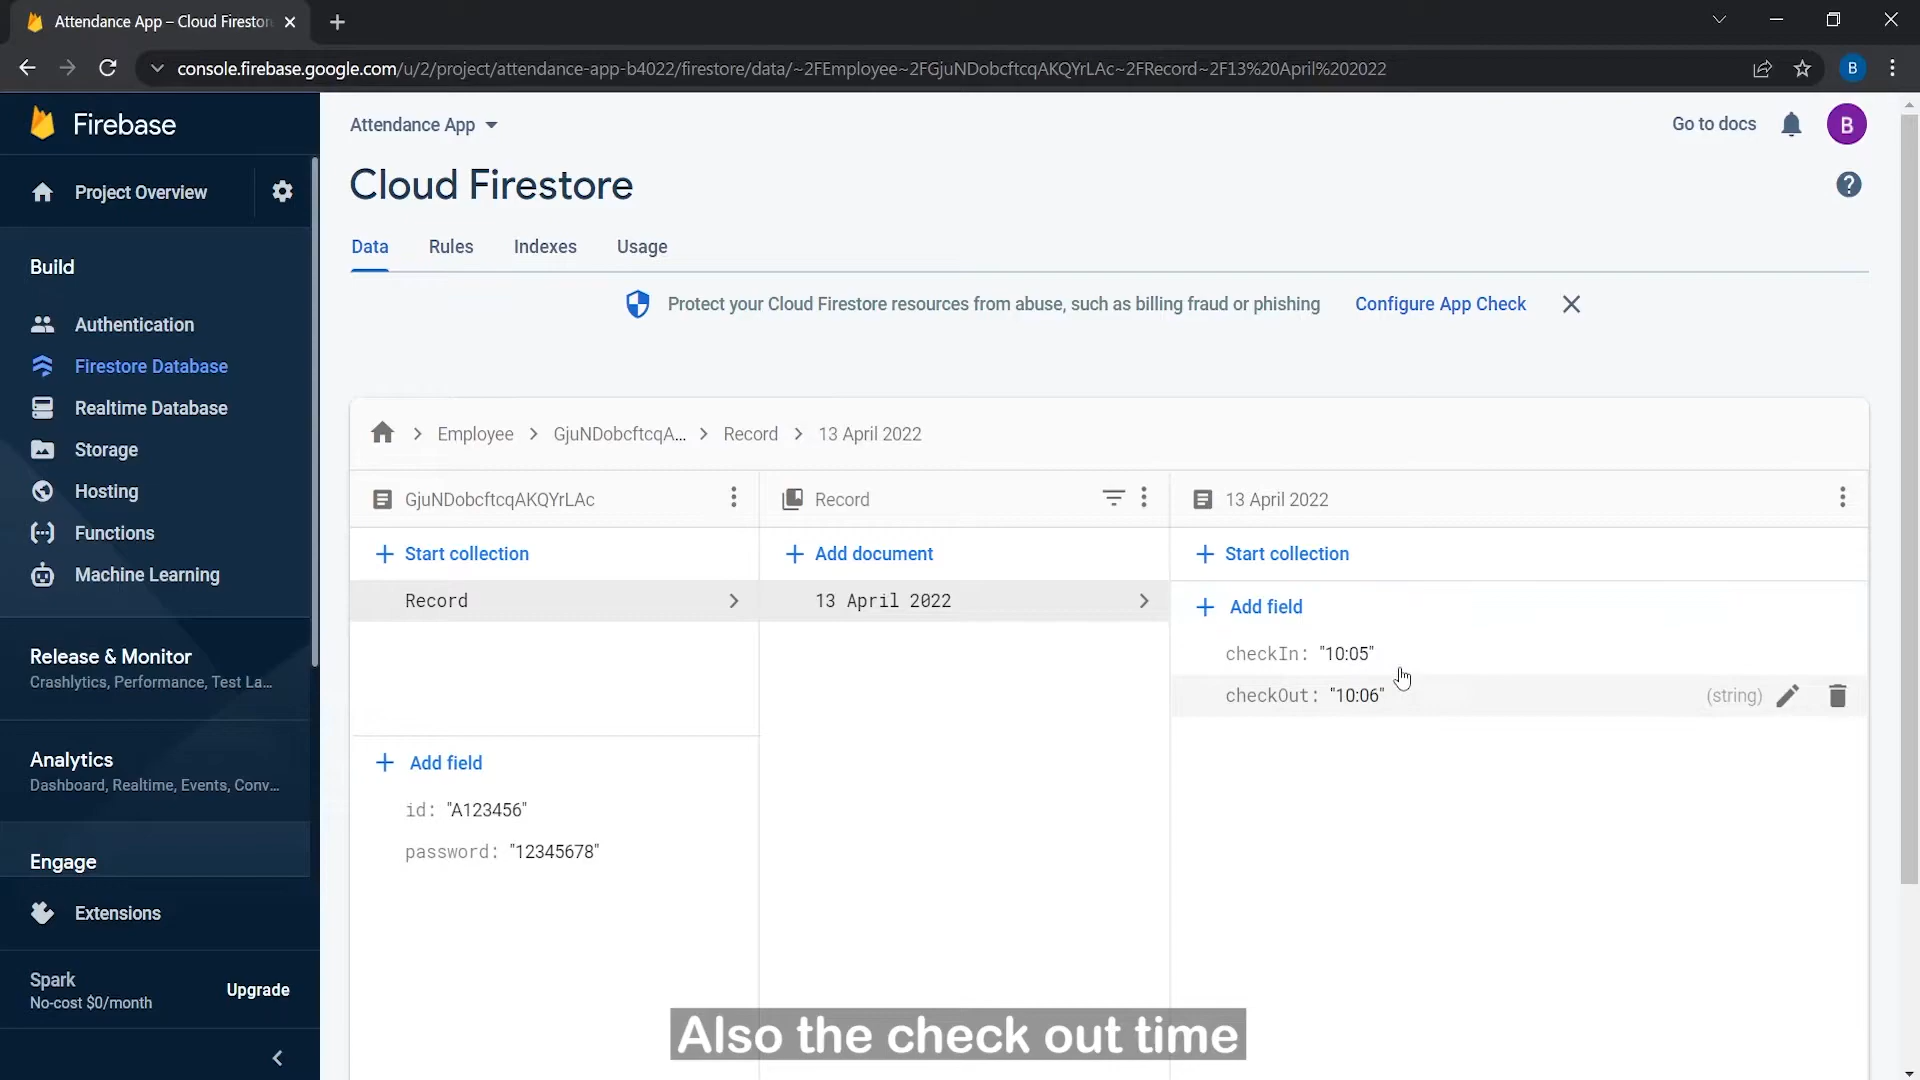 Attendance App – Cloud Firestor
console.firebase.google.com/u/2/project/attendance-app-b4022/firestore/data/~2FEmployee~2FGjuNDobcftcqAKQYrLAc~2FRecord~2F13%20April%202022
B
Firebase
Attendance App
Go to docs
B
Project Overview
Cloud Firestore
Data
Rules
Indexes
Usage
Build
Protect your Cloud Firestore resources from abuse, such as billing fraud or phishing
Configure App Check
Authentication
Firestore Database
Realtime Database
Storage
Hosting
Functions
Machine Learning
Employee > GjuNDobcftcqA... > Record > 13 April 2022
GjuNDobcftcqAKQYrLAc
Record
13 April 2022
Start collection
Add document
Start collection
Record
13 April 2022
Add field
checkIn: "10:05"
checkOut: "10:06"
(string)
Release & Monitor
Crashlytics, Performance, Test La...
Analytics
Dashboard, Realtime, Events, Conv...
Add field
id: "A123456"
password: "12345678"
Engage
Extensions
Spark
No-cost $0/month
Upgrade
Also the check out time